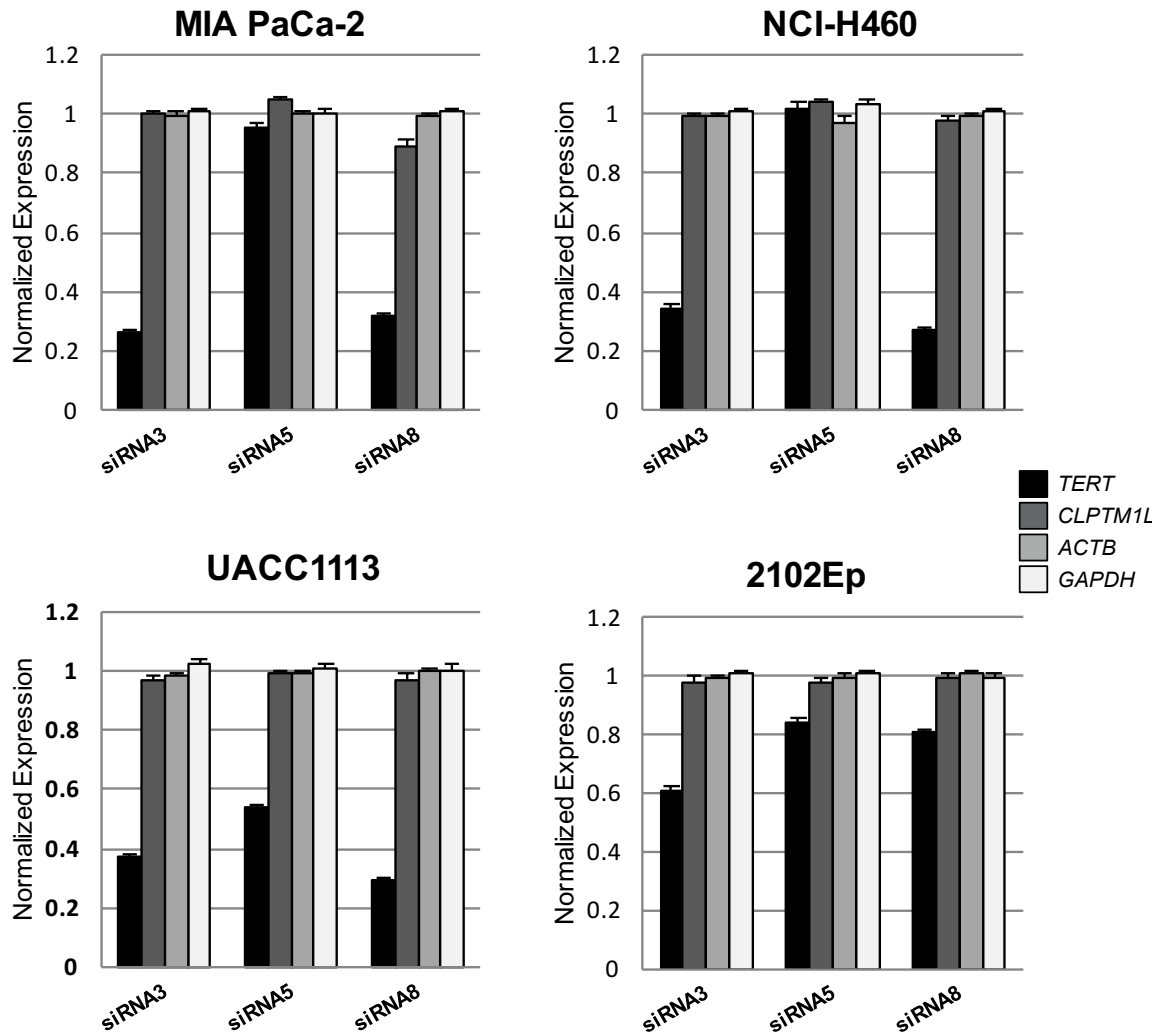 MIA PaCa-2
Normalized Expression
1.2
1
0.8
0.6
0.4
0.2
0
siRNA3
siRNA5
siRNA8
NCI-H460
Normalized Expression
1.2
1
0.8
0.6
0.4
0.2
0
siRNA3
siRNA5
siRNA8
TERT
CLPTM1L
ACTB
GAPDH
UACC1113
Normalized Expression
1.2
1
0.8
0.6
0.4
0.2
0
siRNA3
siRNA5
siRNA8
2102Ep
Normalized Expression
1.2
1
0.8
0.6
0.4
0.2
0
siRNA3
siRNA5
siRNA8